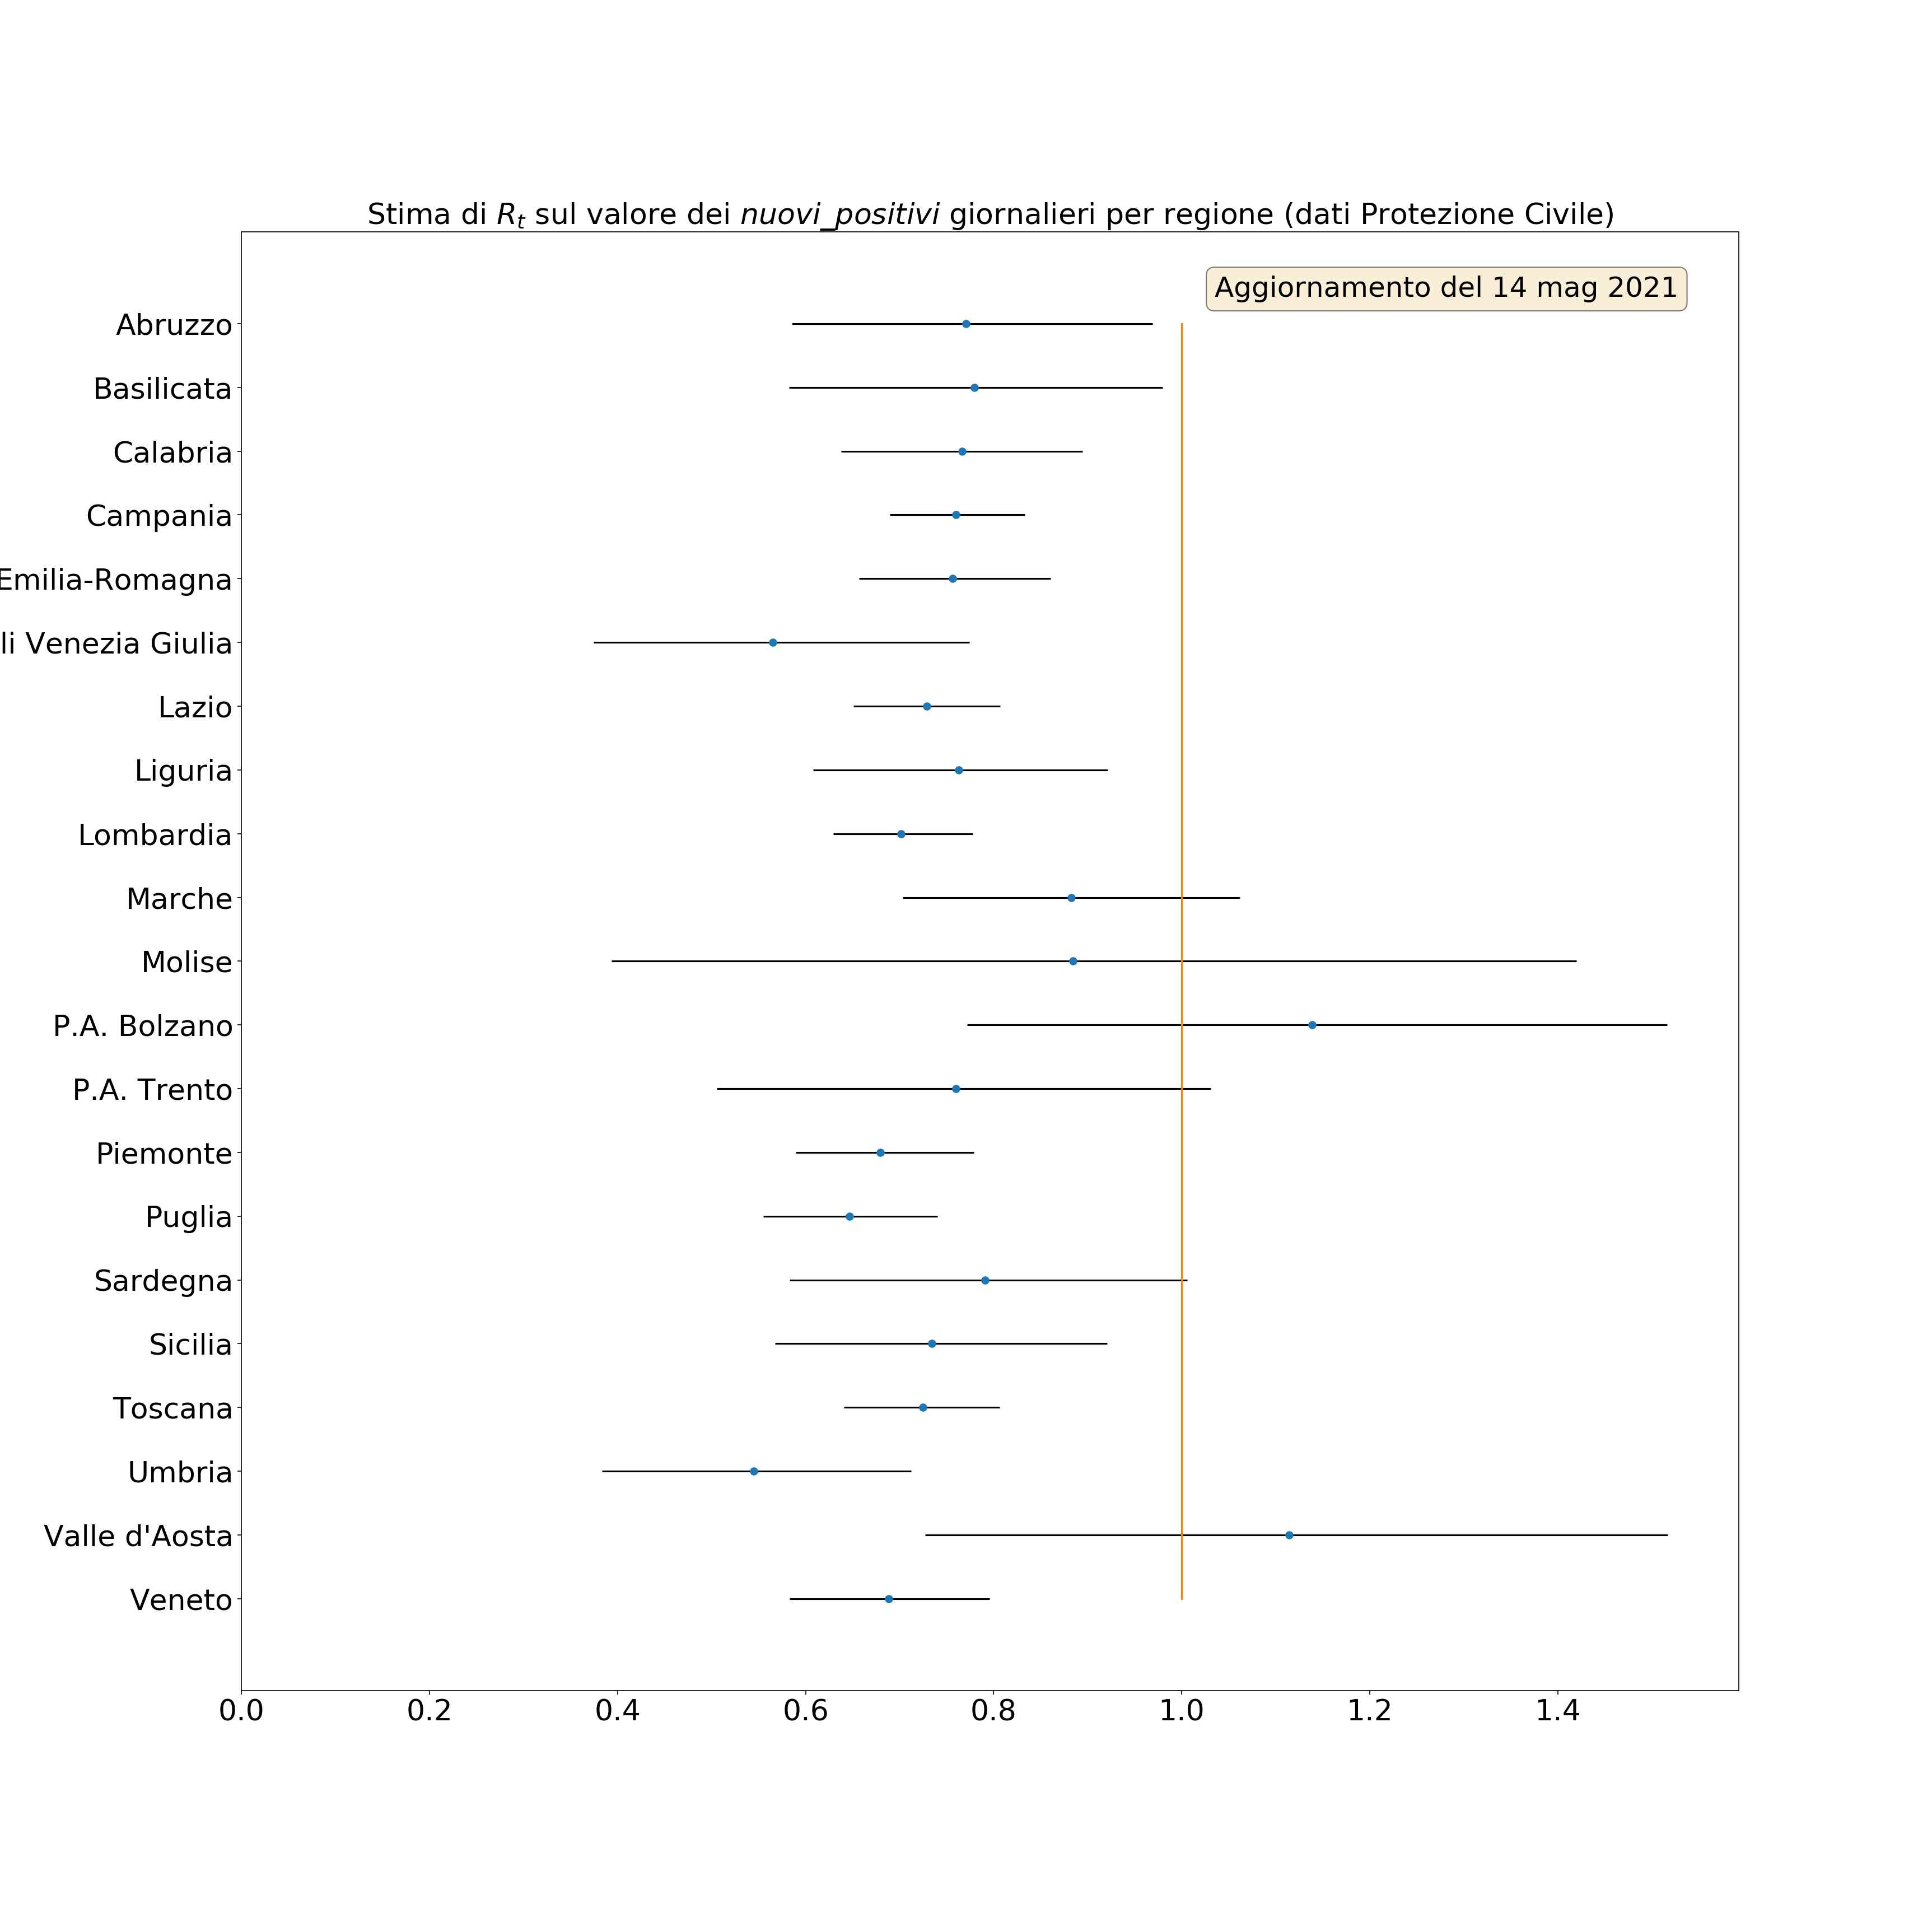 Stima di Rt sul valore dei nuovi_positivi giornalieri per regione (dati Protezione Civile)
Aggiornamento del 14 mag 2021
Abruzzo
Basilicata
Calabria
Campania
Emilia-Romagna
li Venezia Giulia
Lazio
Liguria
Lombardia
Marche
Molise
P.A. Bolzano
P.A. Trento
Piemonte
Puglia
Sardegna
Sicilia
Toscana
Umbria
Valle d'Aosta
Veneto
0.0 0.2 0.4 0.6 0.8 1.0 1.2 1.4